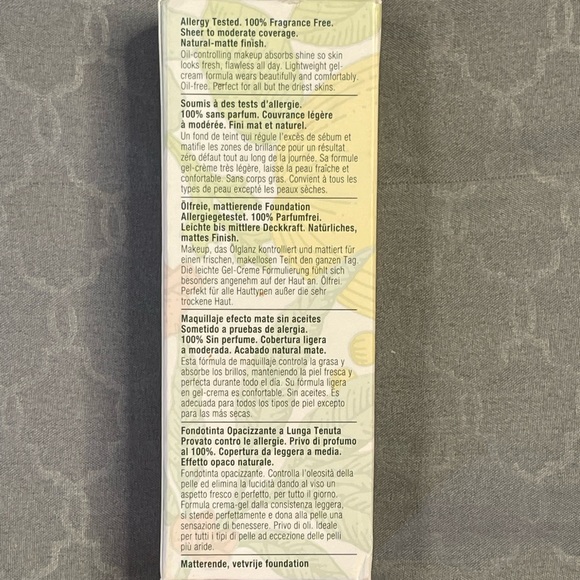 Allergy Tested. 100% Fragrance Free.
Sheer to moderate coverage.
Natural-matte finish.
Oil-controlling makeup absorbs shine so skin
looks fresh, flawless all day. Lightweight gel-
cream formula wears beautifully and comfortably.
Oil-free. Perfect for all but the driest skins.
Soumis à des tests d'allergie.
100% sans parfum. Couvrance légère
à modérée. Fini mat et naturel.
Un fond de teint qui régule l'excès de sébum et
matifie les zones de brillance pour un résultat
zéro défaut tout au long de la journée. Sa formule
gel-crème très légère, laisse la peau fraîche et
confortable. Sans corps gras. Convient à tous les
types de peau excepté les peaux sèches.
Ölfreie, mattierende Foundation
Allergiegetestet. 100% Parfumfrei.
Leichte bis mittlere Deckkraft. Natürliches,
mattes Finish.
Makeup, das Ölglanz kontrolliert und mattiert für
einen frischen, makellosen Teint den ganzen Tag.
Die leichte Gel-Creme Formulierung fühlt sich
besonders angenehm auf der Haut an. Ölfrei.
Perfekt für alle Hauttypen außer die sehr
trockene Haut.
Maquillaje efecto mate sin aceites
Sometido a pruebas de alergia.
100% Sin perfume. Cobertura ligera
a moderada. Acabado natural mate.
Esta fórmula de maquillaje controla la grasa y
absorbe los brillos, manteniendo la piel fresca y
perfecta durante todo el día. Su fórmula ligera
en gel-crema es confortable. Sin aceites. Es
adecuada para todos los tipos de piel excepto
para las más secas.
Fondotinta Opacizzante a Lunga Tenuta
Provato contro le allergie. Privo di profumo
al 100%. Copertura da leggera a media.
Effetto opaco naturale.
Fondotinta opacizzante. Controlla l'oleosità della
pelle ed elimina la lucidità dando al viso un
aspetto fresco e perfetto, per tutto il giorno.
Formula crema-gel dalla consistenza leggera,
si stende perfettamente e dona alla pelle una
sensazione di benessere. Privo di oli. Ideale
per tutti i tipi di pelle ad eccezione delle pelli
più aride.
Matterende, vetvrije foundation